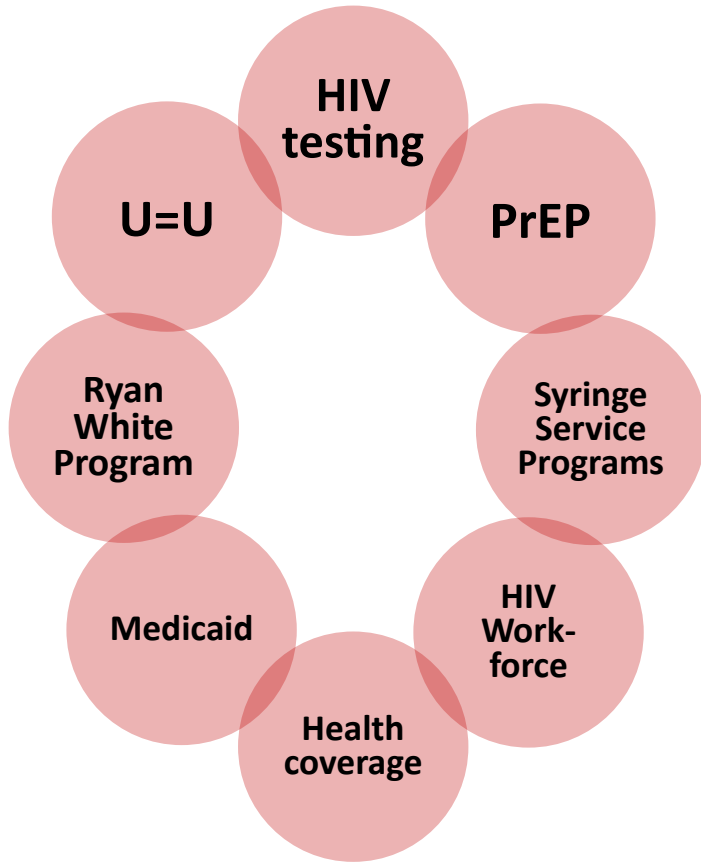 HIV
testing
PrEP
Syringe
Service
Programs
HIV
Work-
force
Health
coverage
Medicaid
Ryan
White
Program
U=U